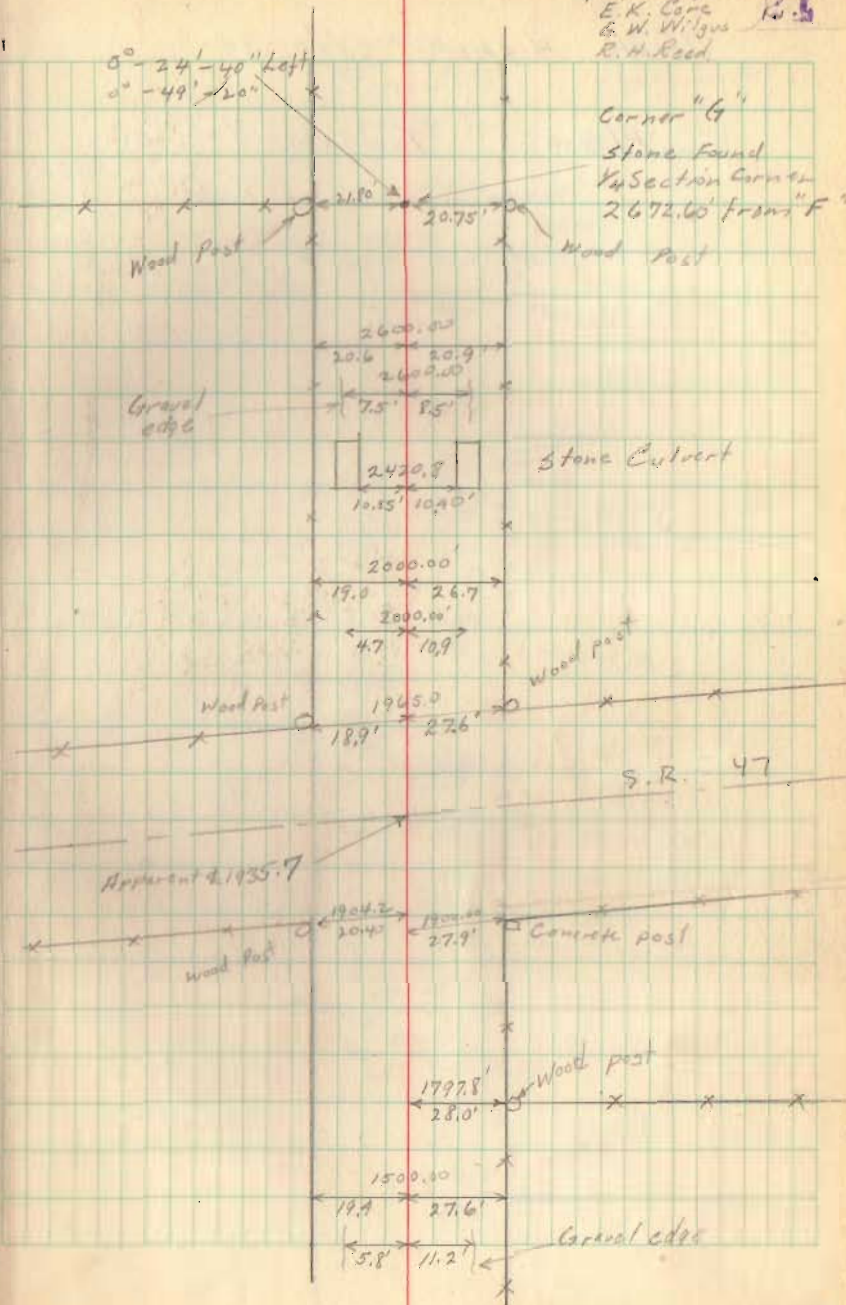 E. K. Core
G. W. Wilgus
R. H. Reed
0° - 24' - 40" Left
0° - 49' - 20"
Corner "G"
Stone Found
1/4 Section Corner
2672.60' from "F"
21.80'
20.75'
Wood Post
Wood Post
2600.00
20.6
20.9'
2600.00
Gravel edge
7.5'
8.5'
Stone Culvert
2420.8
10.85'
10.40'
2000.00'
19.0
26.7
2000.00'
4.7
10.9
Wood post
Wood Post
1965.0
18.9'
27.6'
S.R. 47
Apparent ℄ 1935.7
1904.2
20.40
1900.00
27.9'
Concrete post
Wood Post
1797.8'
28.0'
Wood post
1500.00
19.4
27.6'
5.8'
11.2'
Gravel edge